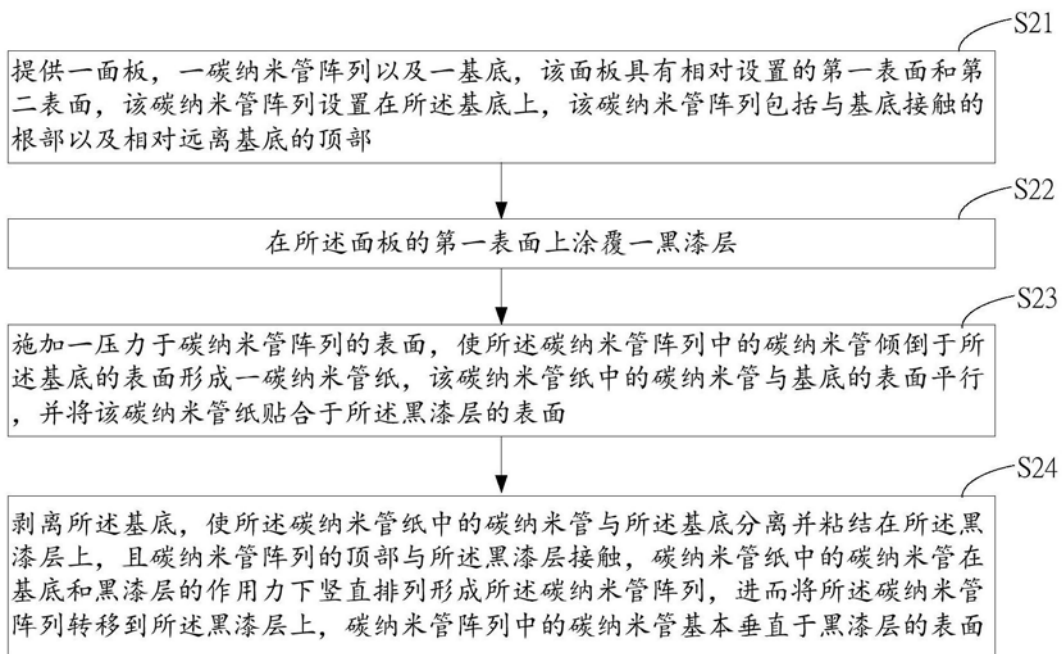 S21
提供一面板，一碳纳米管阵列以及一基底，该面板具有相对设置的第一表面和第
二表面，该碳纳米管阵列设置在所述基底上，该碳纳米管阵列包括与基底接触的
根部以及相对远离基底的顶部
S22
在所述面板的第一表面上涂覆一黑漆层
S23
施加一压力于碳纳米管阵列的表面，使所述碳纳米管阵列中的碳纳米管倾倒于所
述基底的表面形成一碳纳米管纸，该碳纳米管纸中的碳纳米管与基底的表面平行
，并将该碳纳米管纸贴合于所述黑漆层的表面
S24
剥离所述基底，使所述碳纳米管纸中的碳纳米管与所述基底分离并粘结在所述黑
漆层上，且碳纳米管阵列的顶部与所述黑漆层接触，碳纳米管纸中的碳纳米管在
基底和黑漆层的作用力下竖直排列形成所述碳纳米管阵列，进而将所述碳纳米管
阵列转移到所述黑漆层上，碳纳米管阵列中的碳纳米管基本垂直于黑漆层的表面